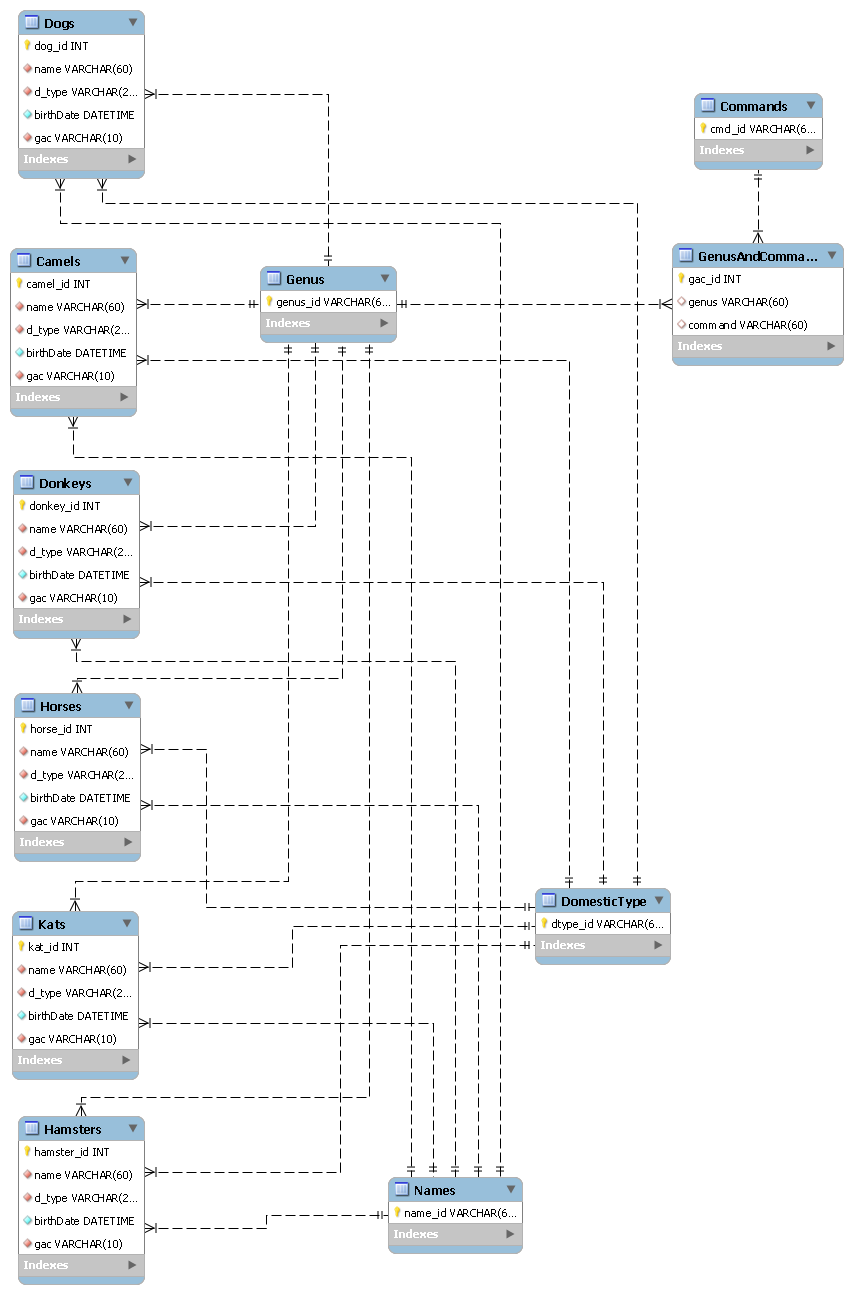 Dogs
dog_id INT
name VARCHAR(60)
d_type VARCHAR(2...
birthDate DATETIME
gac VARCHAR(10)
Indexes
Commands
cmd_id VARCHAR(6...
Indexes
Camels
camel_id INT
name VARCHAR(60)
d_type VARCHAR(2...
birthDate DATETIME
gac VARCHAR(10)
Indexes
Genus
genus_id VARCHAR(6...
Indexes
GenusAndComma...
gac_id INT
genus VARCHAR(60)
command VARCHAR(60)
Indexes
Donkeys
donkey_id INT
name VARCHAR(60)
d_type VARCHAR(2...
birthDate DATETIME
gac VARCHAR(10)
Indexes
Horses
horse_id INT
name VARCHAR(60)
d_type VARCHAR(2...
birthDate DATETIME
gac VARCHAR(10)
Indexes
DomesticType
dtype_id VARCHAR(6...
Indexes
Kats
kat_id INT
name VARCHAR(60)
d_type VARCHAR(2...
birthDate DATETIME
gac VARCHAR(10)
Indexes
Hamsters
hamster_id INT
name VARCHAR(60)
d_type VARCHAR(2...
birthDate DATETIME
gac VARCHAR(10)
Indexes
Names
name_id VARCHAR(6...
Indexes